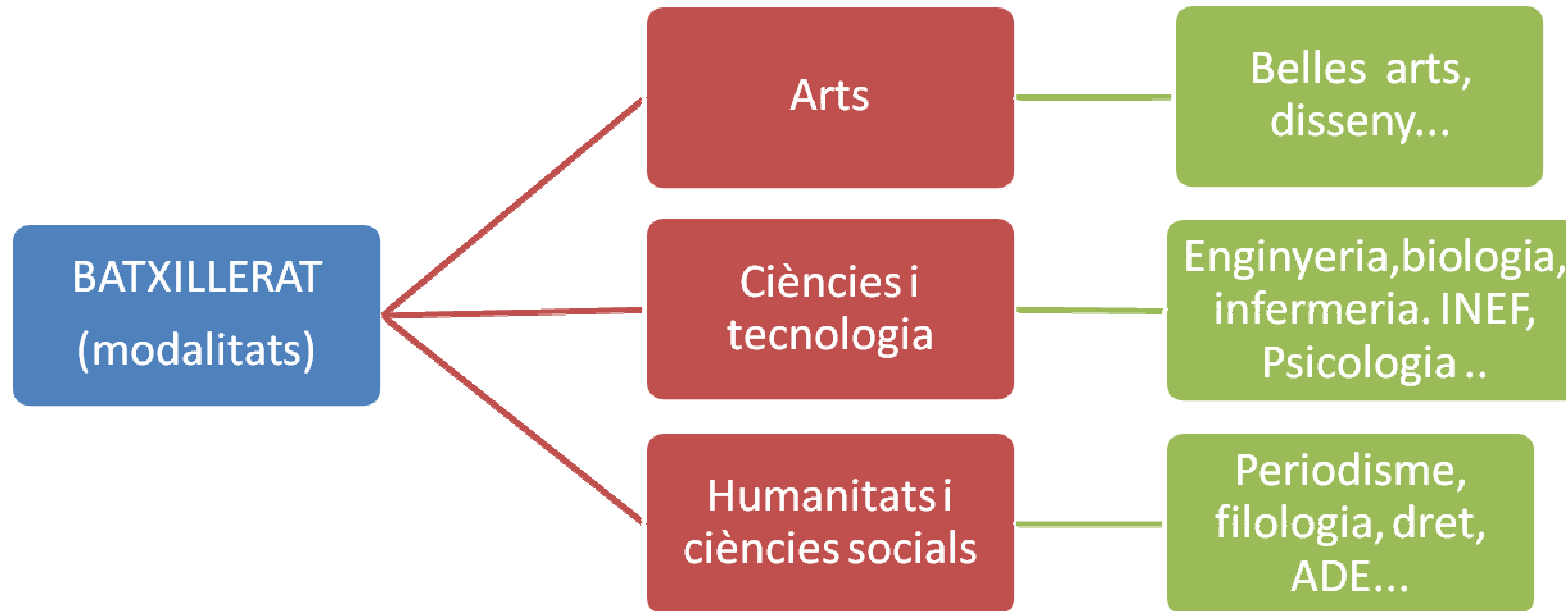 BATXILLERAT
(modalitats)
Arts
Belles arts,
disseny...
Ciències i
tecnologia
Enginyeria,biologia,
infermeria. INEF,
Psicologia ..
Humanitats i
ciències socials
Periodisme,
filologia, dret,
ADE...